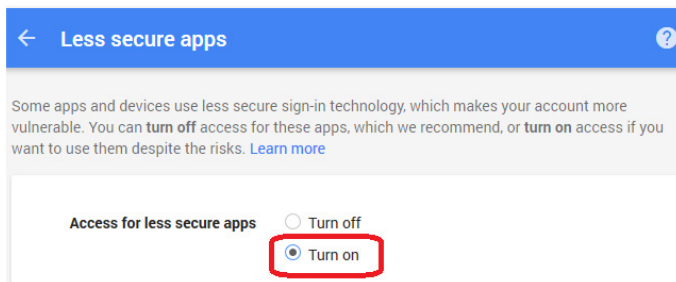 Less secure apps
Some apps and devices use less secure sign-in technology, which makes your account more
vulnerable. You can turn off access for these apps, which we recommend, or turn on access if you
want to use them despite the risks. Learn more
Access for less secure apps
Turn off
Turn on